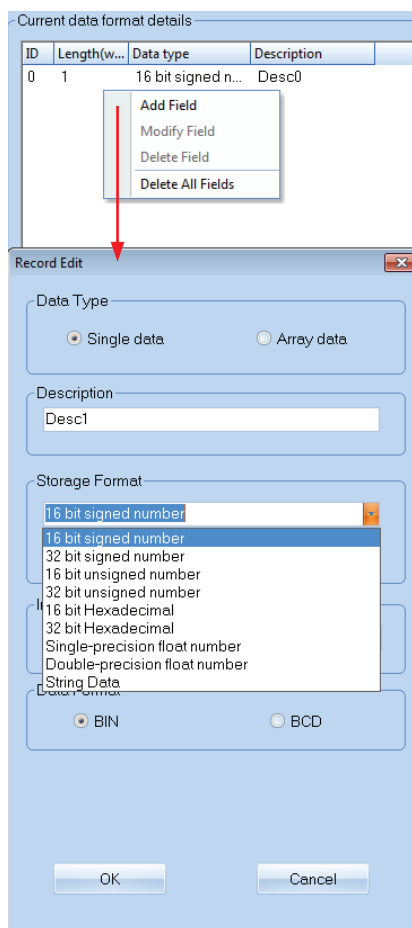 Current data format details
ID Length(w... Data type Description
0 1 16 bit signed n... Desc0
Add Field
Modify Field
Delete Field
Delete All Fields
Record Edit
Data Type
Single data Array data
Description
Desc1
Storage Format
16 bit signed number
16 bit signed number
32 bit signed number
16 bit unsigned number
32 bit unsigned number
16 bit Hexadecimal
32 bit Hexadecimal
Single-precision float number
Double-precision float number
String Data
Data Format
BIN BCD
OK Cancel